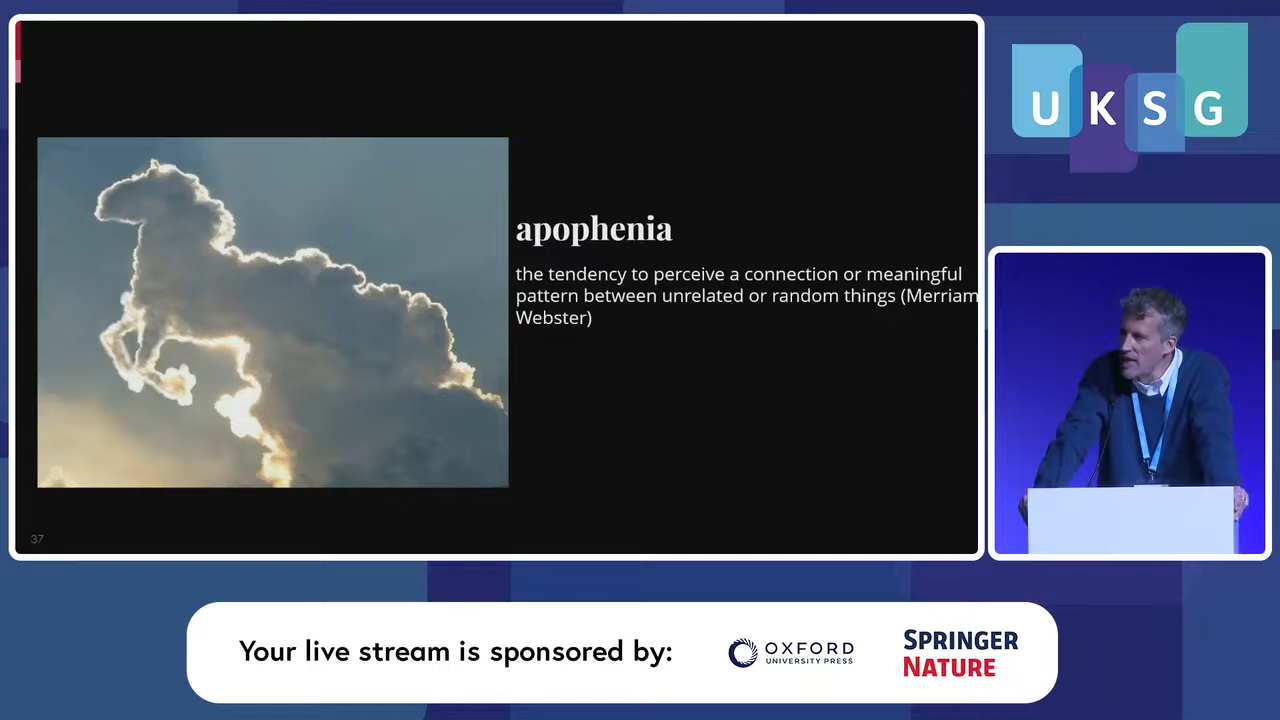 apophenia
the tendency to perceive a connection or meaningful
pattern between unrelated or random things (Merriam
Webster)
37
UKSG
Your live stream is sponsored by:
OXFORD
UNIVERSITY PRESS
SPRINGER
NATURE